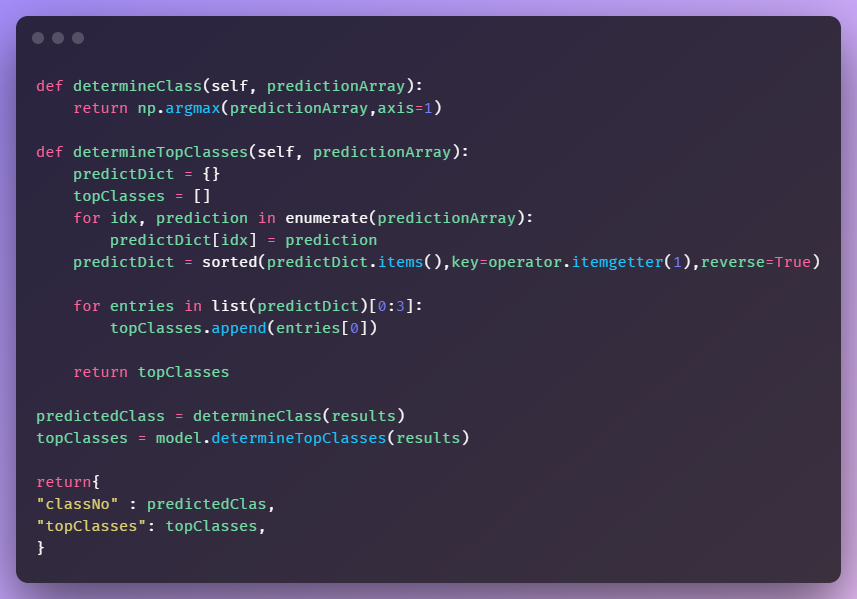 def determineClass(self, predictionArray):
    return np.argmax(predictionArray,axis=1)

def determineTopClasses(self, predictionArray):
    predictDict = {}
    topClasses = []
    for idx, prediction in enumerate(predictionArray):
        predictDict[idx] = prediction
    predictDict = sorted(predictDict.items(),key=operator.itemgetter(1),reverse=True)

    for entries in list(predictDict)[0:3]:
        topClasses.append(entries[0])

    return topClasses

predictedClass = determineClass(results)
topClasses = model.determineTopClasses(results)

return{
"classNo" : predictedClas,
"topClasses": topClasses,
}